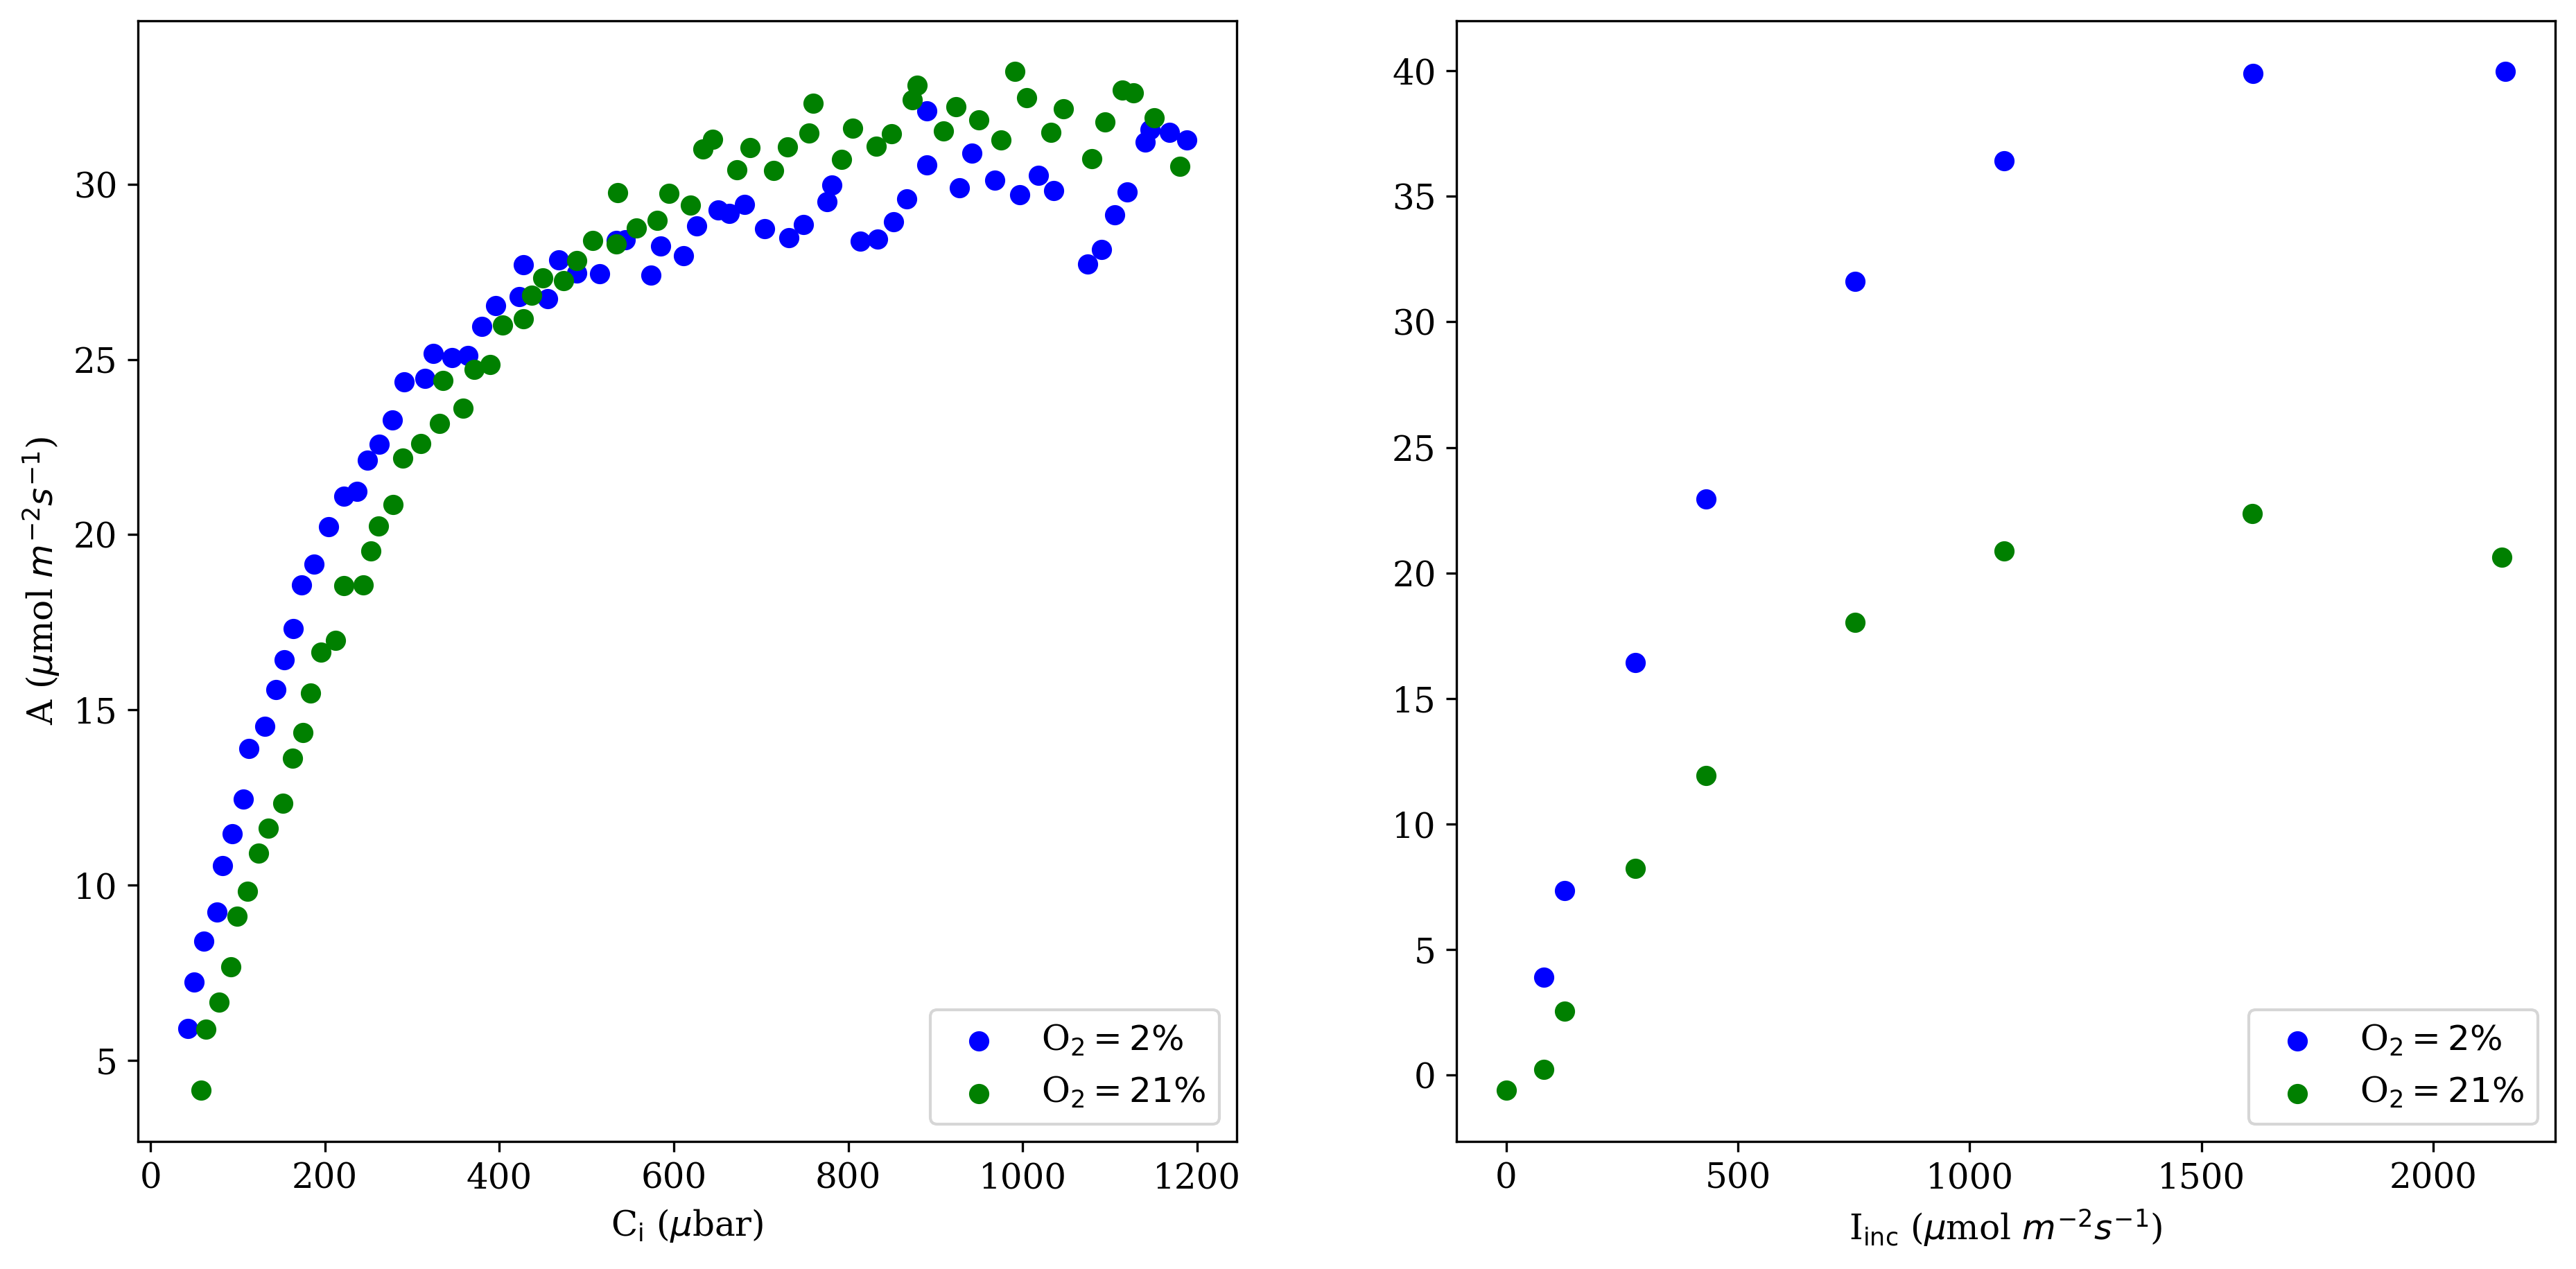 A (μmol m⁻²s⁻¹)
30
25
20
15
10
5
0 200 400 600 800 1000 1200
Cᵢ (μbar)
O₂ = 2%
O₂ = 21%
40
35
30
25
20
15
10
5
0
0 500 1000 1500 2000
I_inc (μmol m⁻²s⁻¹)
O₂ = 2%
O₂ = 21%